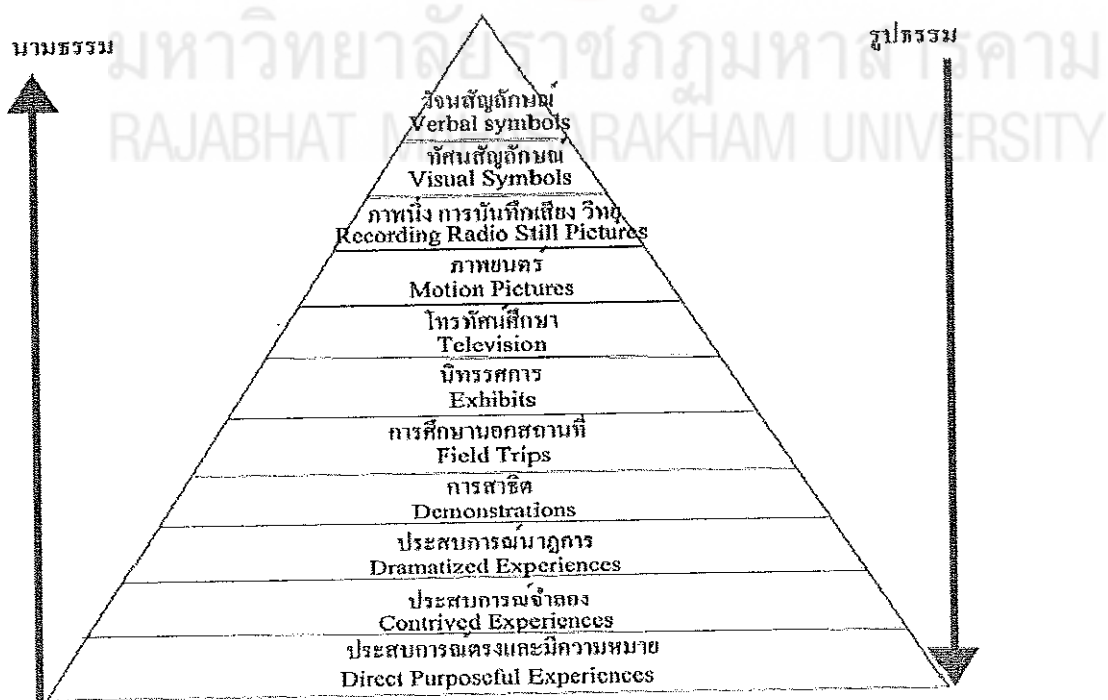 มหาวิทยาลัยราชภัฏมหาสารคาม
RAJABHAT MAHASARAKHAM UNIVERSITY
นามธรรม
รูปธรรม
วัจนสัญลักษณ์
Verbal symbols
ทัศนสัญลักษณ์
Visual Symbols
ภาพนิ่ง การบันทึกเสียง วิทยุ
Recording Radio Still Pictures
ภาพยนตร์
Motion Pictures
โทรทัศน์ศึกษา
Television
นิทรรศการ
Exhibits
การศึกษานอกสถานที่
Field Trips
การสาธิต
Demonstrations
ประสบการณ์นาฏการ
Dramatized Experiences
ประสบการณ์จำลอง
Contrived Experiences
ประสบการณ์ตรงและมีความหมาย
Direct Purposeful Experiences